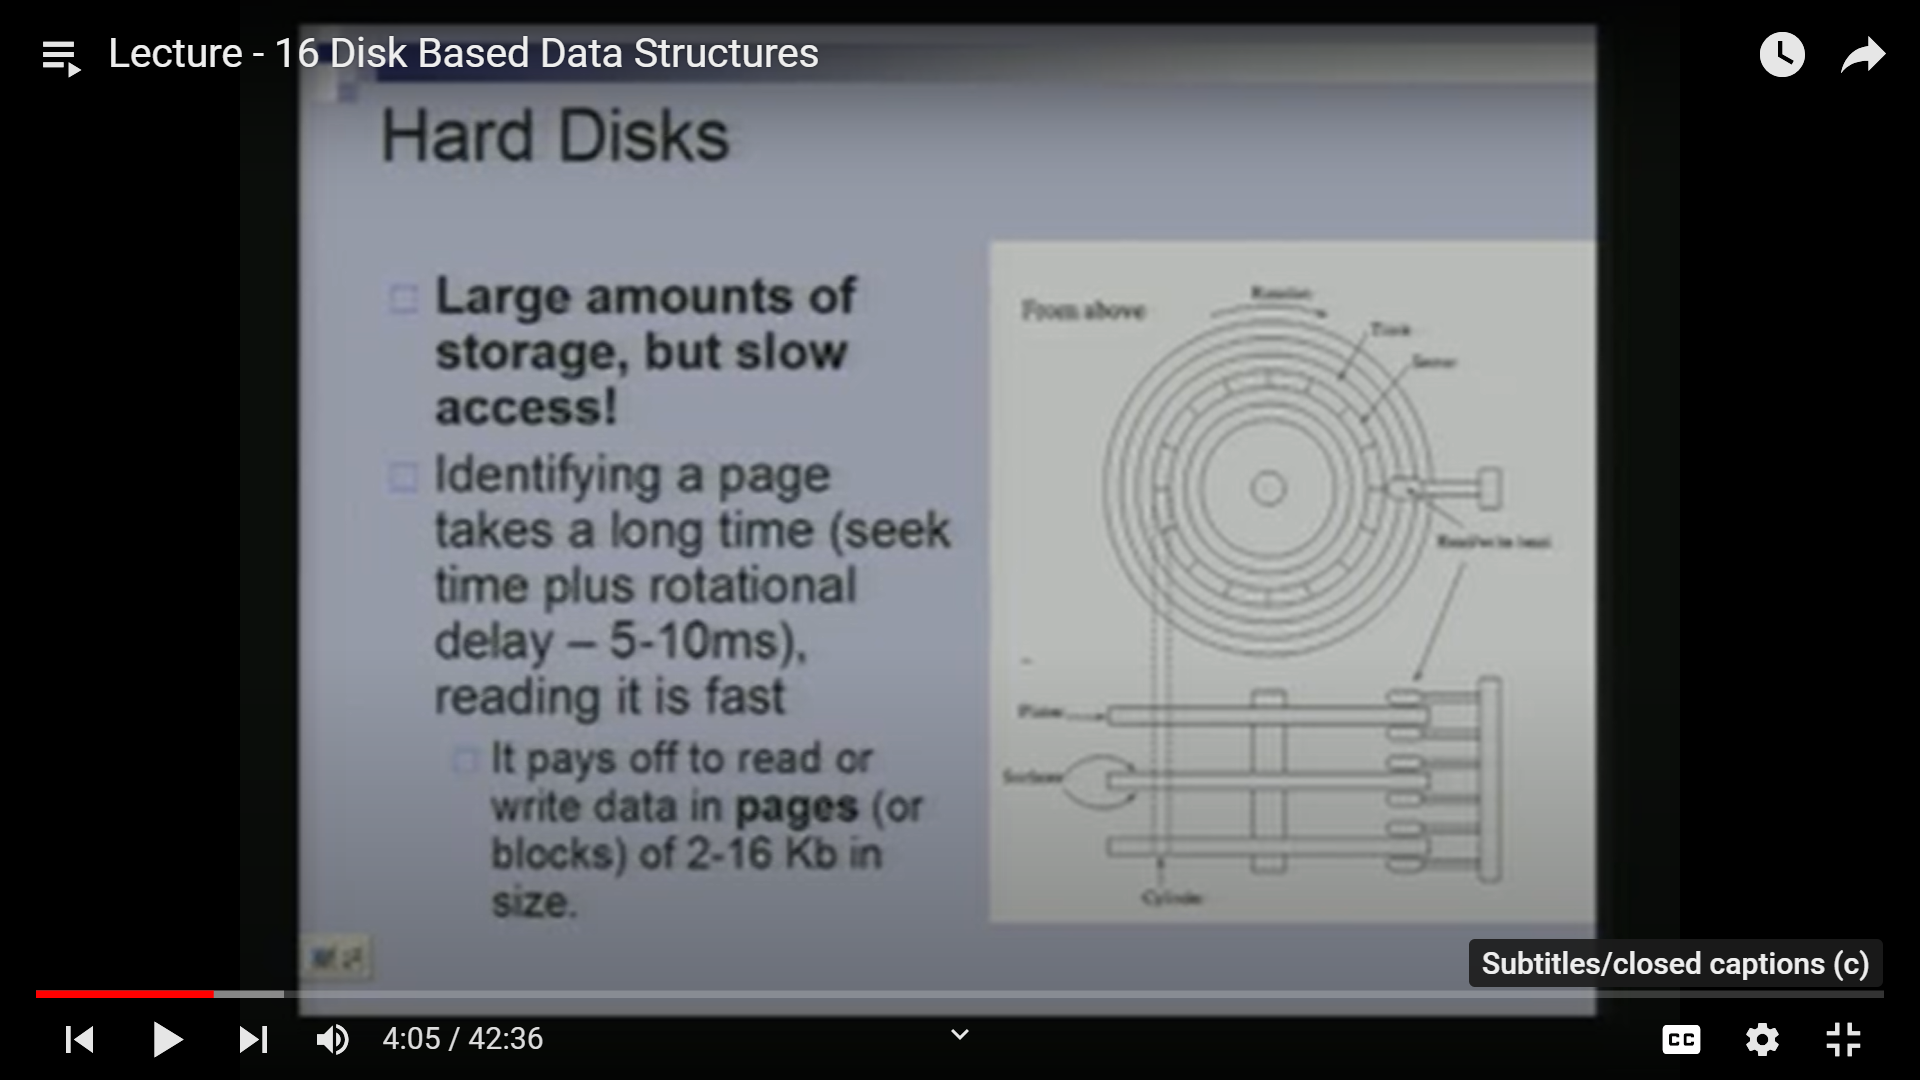 Lecture - 16 Disk Based Data Structures
Hard Disks
Large amounts of
storage, but slow
access!
Identifying a page
takes a long time (seek
time plus rotational
delay – 5-10ms),
reading it is fast
It pays off to read or
write data in pages (or
blocks) of 2-16 Kb in
size.
From above
Rotation
Track
Sector
Read/write head
Platter
Surfaces
Cylinder
Subtitles/closed captions (c)
4:05 / 42:36
CC